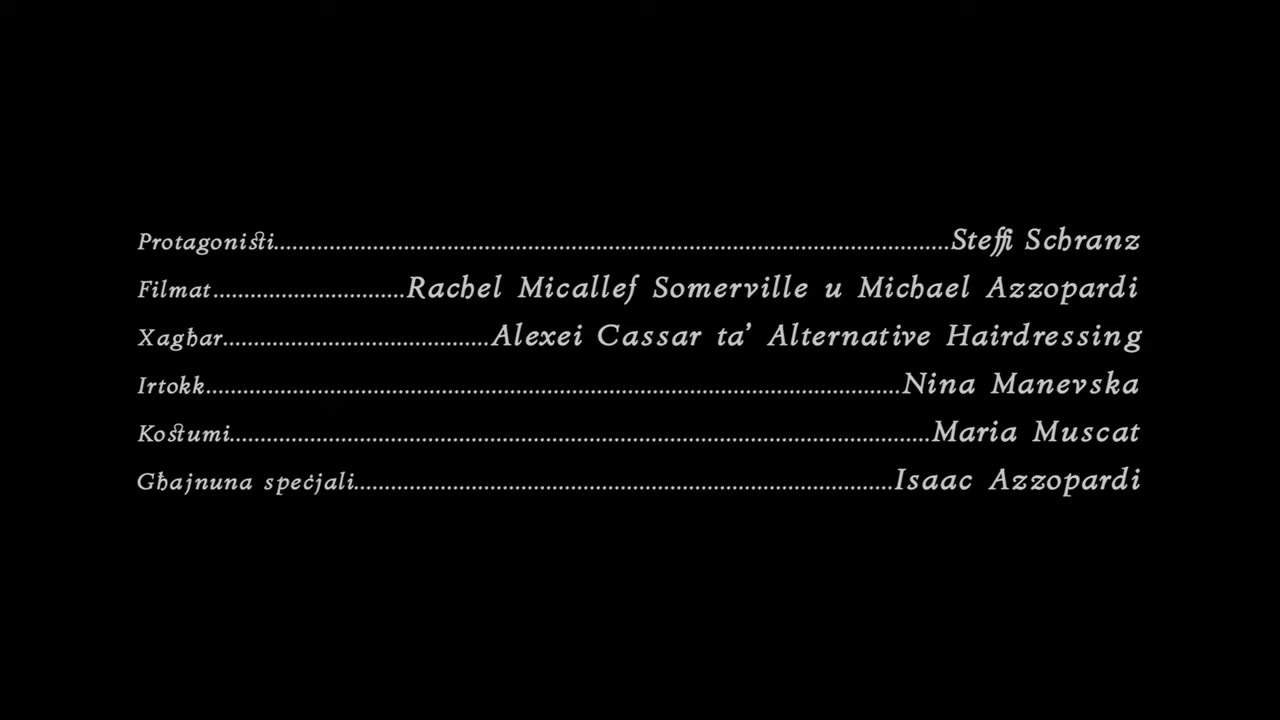 Protagonisti......................................................................................................Steffi Schranz
Filmat...............................Rachel Micallef Somerville u Michael Azzopardi
Xagħar...........................................Alexei Cassar ta’ Alternative Hairdressing
Irtokk................................................................................................................Nina Manevska
Kostumi................................................................................................................Maria Muscat
Għajnuna speċjali.......................................................................................Isaac Azzopardi